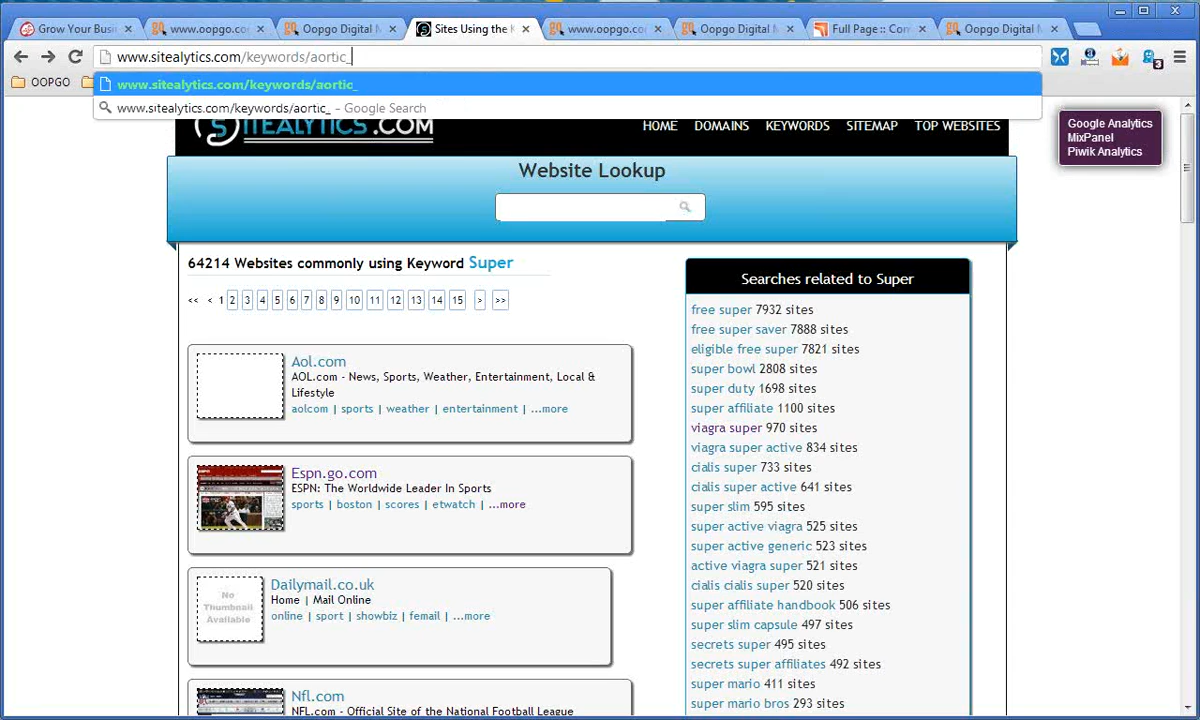 Grow Your Busi
www.oopgo.c
Oopgo Digital M
Sites Using the K
www.oopgo.c
Oopgo Digital M
Full Page :: Con
Oopgo Digital M
www.sitealytics.com/keywords/aortic_
3
OOPGO
www.sitealytics.com/keywords/aortic_
www.sitealytics.com/keywords/aortic_ – Google Search
SITEALYTICS.COM
HOME DOMAINS KEYWORDS SITEMAP TOP WEBSITES
Google Analytics
MixPanel
Piwik Analytics
Website Lookup
64214 Websites commonly using Keyword Super
<< < 1 2 3 4 5 6 7 8 9 10 11 12 13 14 15 > >>
Aol.com
AOL.com - News, Sports, Weather, Entertainment, Local &
Lifestyle
aolcom | sports | weather | entertainment | ...more
Espn.go.com
ESPN: The Worldwide Leader In Sports
sports | boston | scores | etwatch | ...more
No
Thumbnail
Available
Dailymail.co.uk
Home | Mail Online
online | sport | showbiz | femail | ...more
Nfl.com
NFL.com - Official Site of the National Football League
Searches related to Super
free super 7932 sites
free super saver 7888 sites
eligible free super 7821 sites
super bowl 2808 sites
super duty 1698 sites
super affiliate 1100 sites
viagra super 970 sites
viagra super active 834 sites
cialis super 733 sites
cialis super active 641 sites
super slim 595 sites
super active viagra 525 sites
super active generic 523 sites
active viagra super 521 sites
cialis cialis super 520 sites
super affiliate handbook 506 sites
super slim capsule 497 sites
secrets super 495 sites
secrets super affiliates 492 sites
super mario 411 sites
super mario bros 293 sites